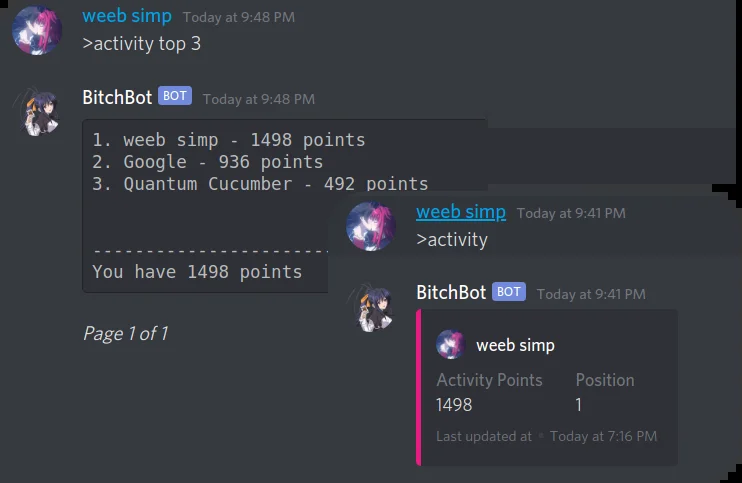 weeb simp Today at 9:48 PM
>activity top 3
BitchBot BOT Today at 9:48 PM
1. weeb simp - 1498 points
2. Google - 936 points
3. Quantum Cucumber - 492 points
-----------------------
You have 1498 points
Page 1 of 1
weeb simp Today at 9:41 PM
>activity
BitchBot BOT Today at 9:41 PM
weeb simp
Activity Points Position
1498 1
Last updated at • Today at 7:16 PM